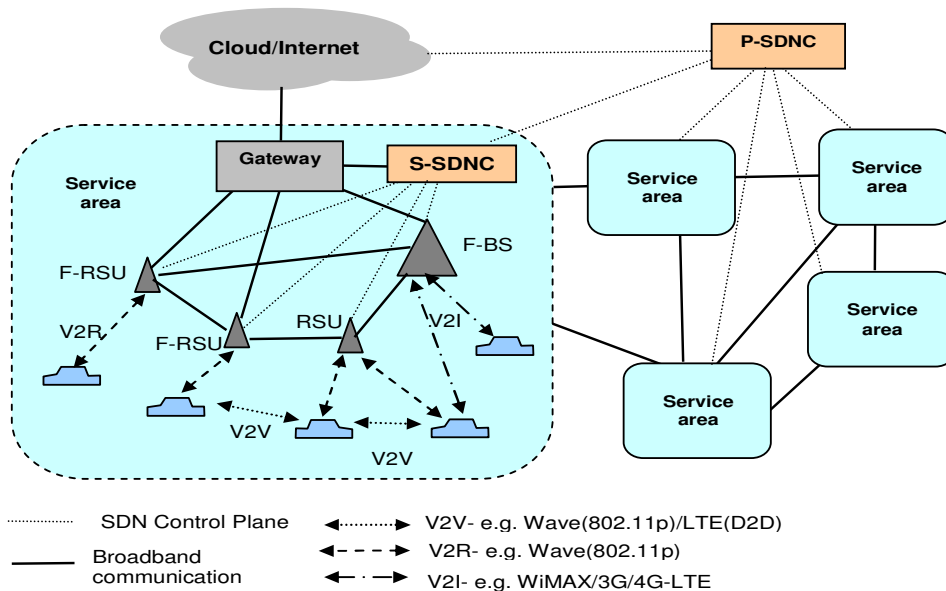 Cloud/Internet
P-SDNC
Gateway
S-SDNC
Service
area
Service
area
Service
area
F-BS
F-RSU
V2R
F-RSU
RSU
V2I
Service
area
Service
area
V2V
V2V
SDN Control Plane
Broadband
communication
V2V- e.g. Wave(802.11p)/LTE(D2D)
V2R- e.g. Wave(802.11p)
V2I- e.g. WiMAX/3G/4G-LTE